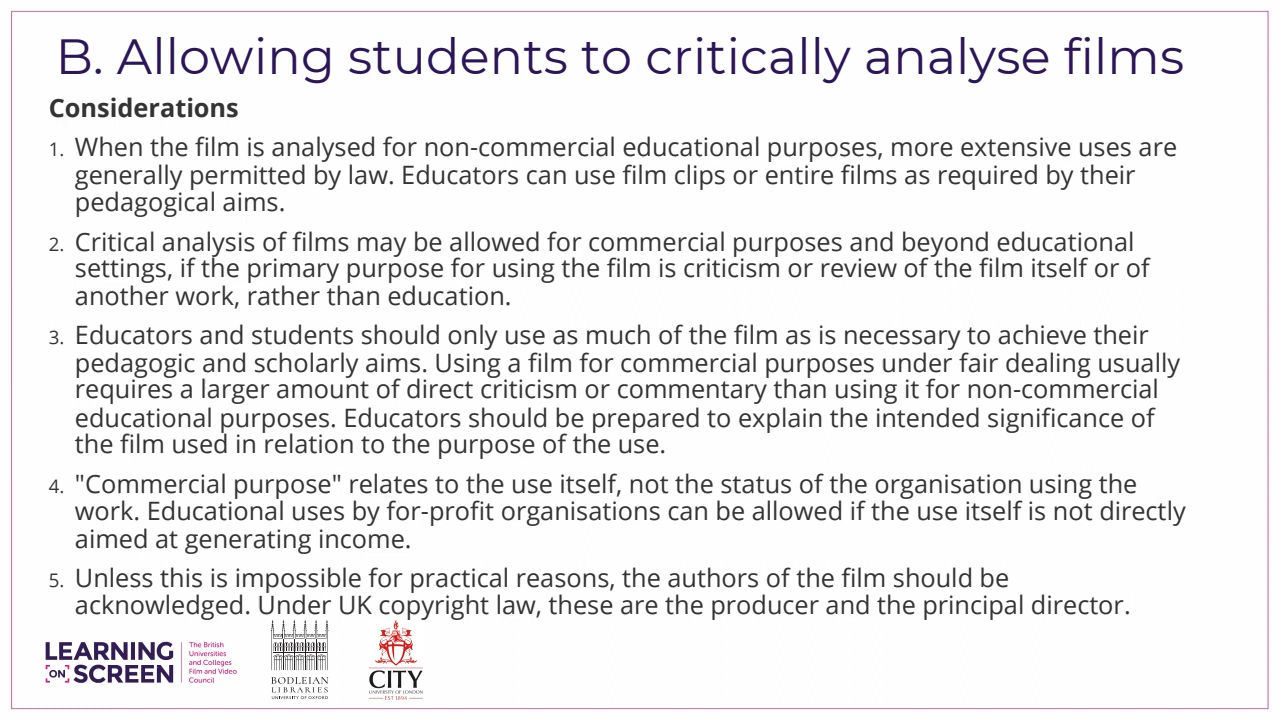 B. Allowing students to critically analyse films
Considerations
1. When the film is analysed for non-commercial educational purposes, more extensive uses are
generally permitted by law. Educators can use film clips or entire films as required by their
pedagogical aims.
2. Critical analysis of films may be allowed for commercial purposes and beyond educational
settings, if the primary purpose for using the film is criticism or review of the film itself or of
another work, rather than education.
3. Educators and students should only use as much of the film as is necessary to achieve their
pedagogic and scholarly aims. Using a film for commercial purposes under fair dealing usually
requires a larger amount of direct criticism or commentary than using it for non-commercial
educational purposes. Educators should be prepared to explain the intended significance of
the film used in relation to the purpose of the use.
4. "Commercial purpose" relates to the use itself, not the status of the organisation using the
work. Educational uses by for-profit organisations can be allowed if the use itself is not directly
aimed at generating income.
5. Unless this is impossible for practical reasons, the authors of the film should be
acknowledged. Under UK copyright law, these are the producer and the principal director.
LEARNING
ON SCREEN
The British
Universities
and Colleges
Film and Video
Council
BODLEIAN
LIBRARIES
UNIVERSITY OF OXFORD
CITY
UNIVERSITY OF LONDON
EST 1894